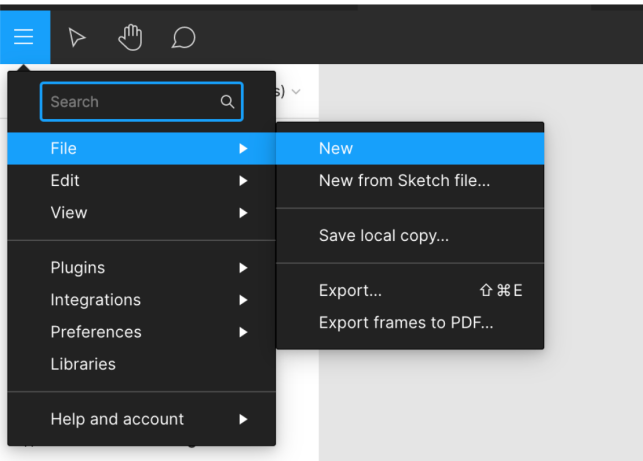 s)
Search
File
Edit
View
Plugins
Integrations
Preferences
Libraries
Help and account
New
New from Sketch file...
Save local copy...
Export... ⇧⌘E
Export frames to PDF...